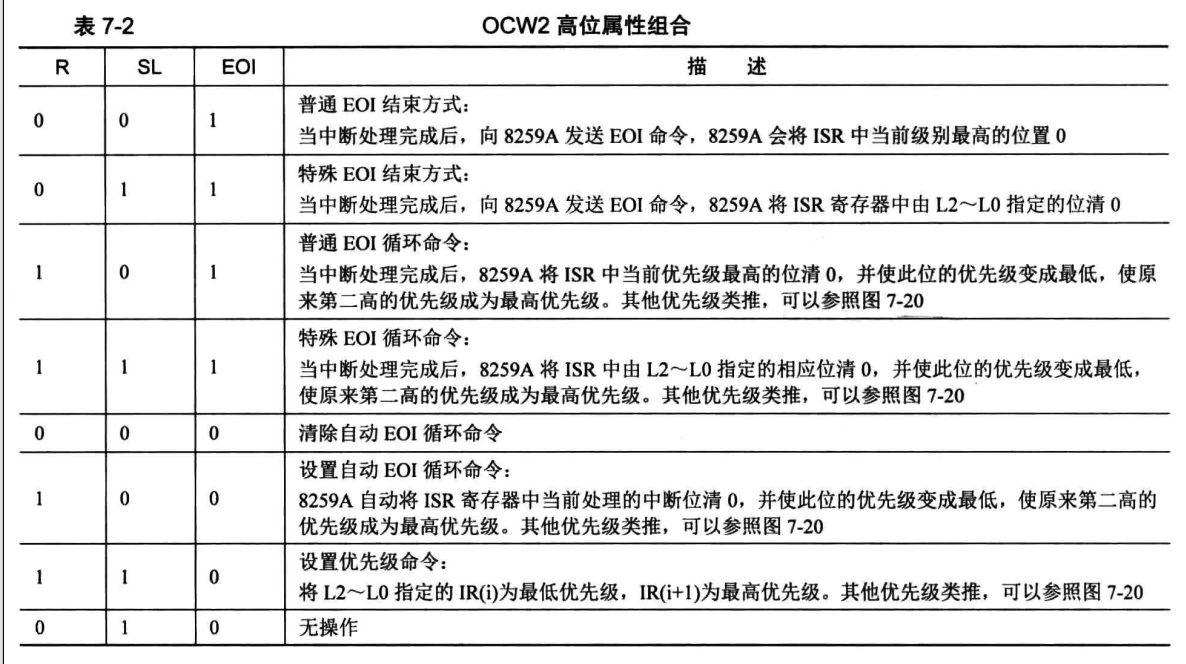 表 7-2 OCW2 高位属性组合
R SL EOI 描 述
0 0 1 普通 EOI 结束方式：
当中断处理完成后，向 8259A 发送 EOI 命令，8259A 会将 ISR 中当前级别最高的位置 0
0 1 1 特殊 EOI 结束方式：
当中断处理完成后，向 8259A 发送 EOI 命令，8259A 将 ISR 寄存器中由 L2～L0 指定的位清 0
1 0 1 普通 EOI 循环命令：
当中断处理完成后，8259A 将 ISR 中当前优先级最高的位清 0，并使此位的优先级变成最低，使原
来第二高的优先级成为最高优先级。其他优先级类推，可以参照图 7-20
1 1 1 特殊 EOI 循环命令：
当中断处理完成后，8259A 将 ISR 中由 L2～L0 指定的相应位清 0，并使此位的优先级变成最低，
使原来第二高的优先级成为最高优先级。其他优先级类推，可以参照图 7-20
0 0 0 清除自动 EOI 循环命令
1 0 0 设置自动 EOI 循环命令：
8259A 自动将 ISR 寄存器中当前处理的中断位清 0，并使此位的优先级变成最低，使原来第二高的
优先级成为最高优先级。其他优先级类推，可以参照图 7-20
1 1 0 设置优先级命令：
将 L2～L0 指定的 IR(i)为最低优先级，IR(i+1)为最高优先级。其他优先级类推，可以参照图 7-20
0 1 0 无操作